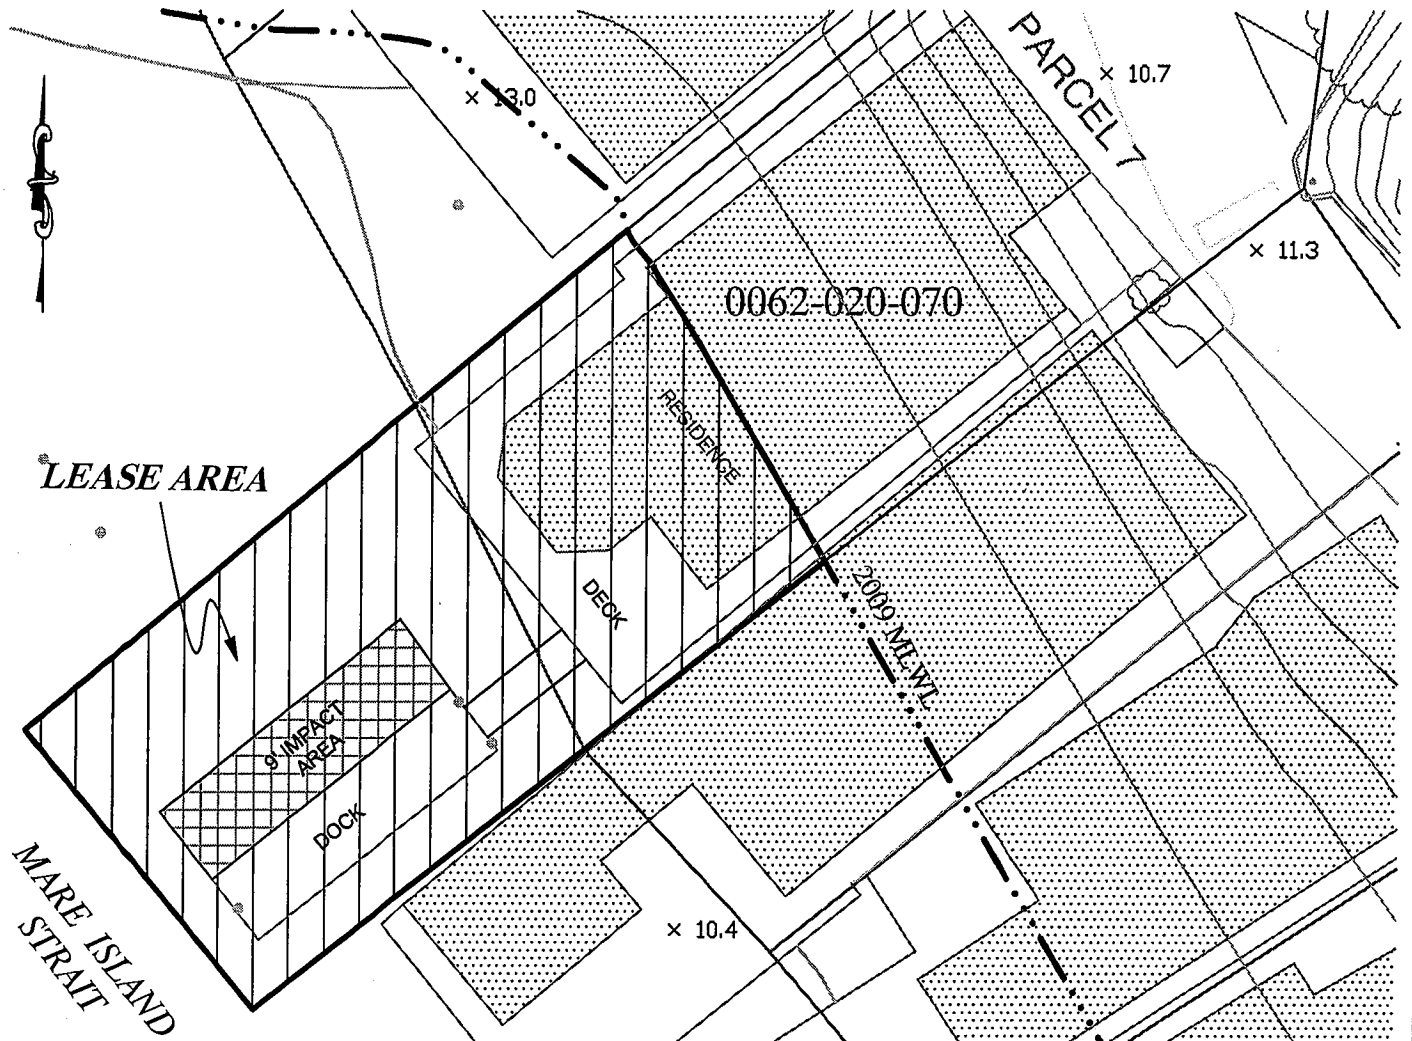 PARCEL 7
× 10.7
× 13.0
× 11.3
0062-020-070
RESIDENCE
LEASE AREA
DECK
2009 MLWL
9' IMPACT
AREA
DOCK
MARE ISLAND
STRAIT
× 10.4